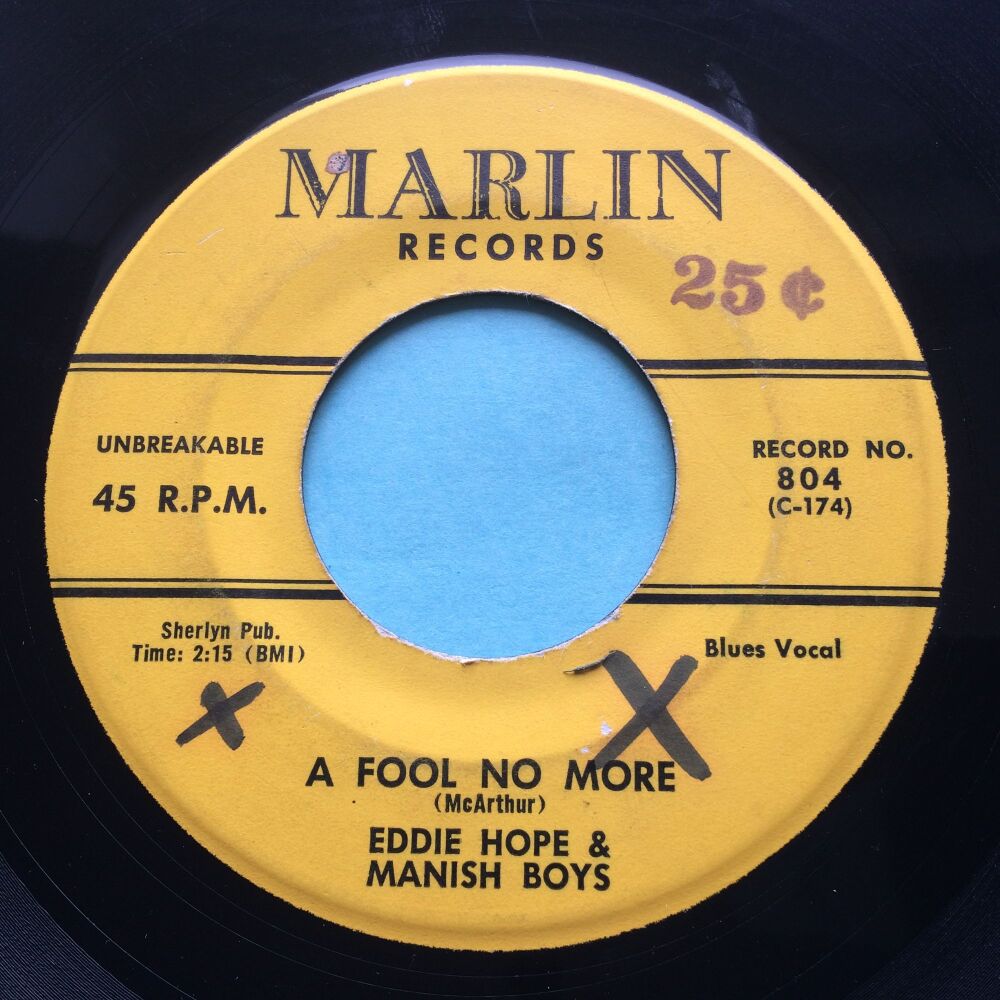 MARLIN
RECORDS
25¢
UNBREAKABLE
45 R.P.M.
RECORD NO.
804
(C-174)
Sherlyn Pub.
Time: 2:15 (BMI)
Blues Vocal
X
X
A FOOL NO MORE
(McArthur)
EDDIE HOPE &
MANISH BOYS